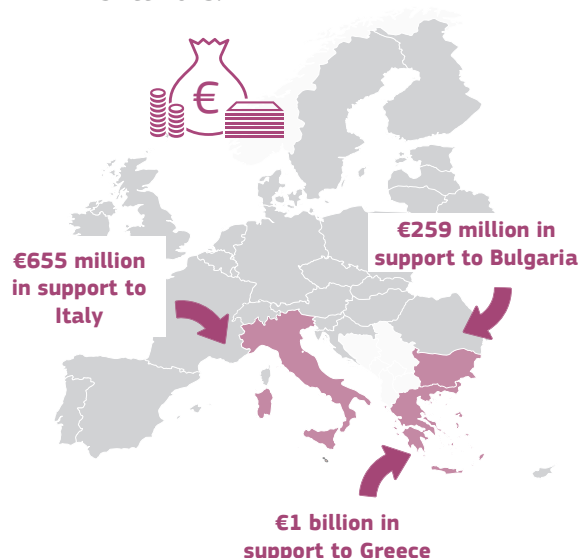 €
€259 million in
support to Bulgaria
€655 million
in support to
Italy
€1 billion in
support to Greece